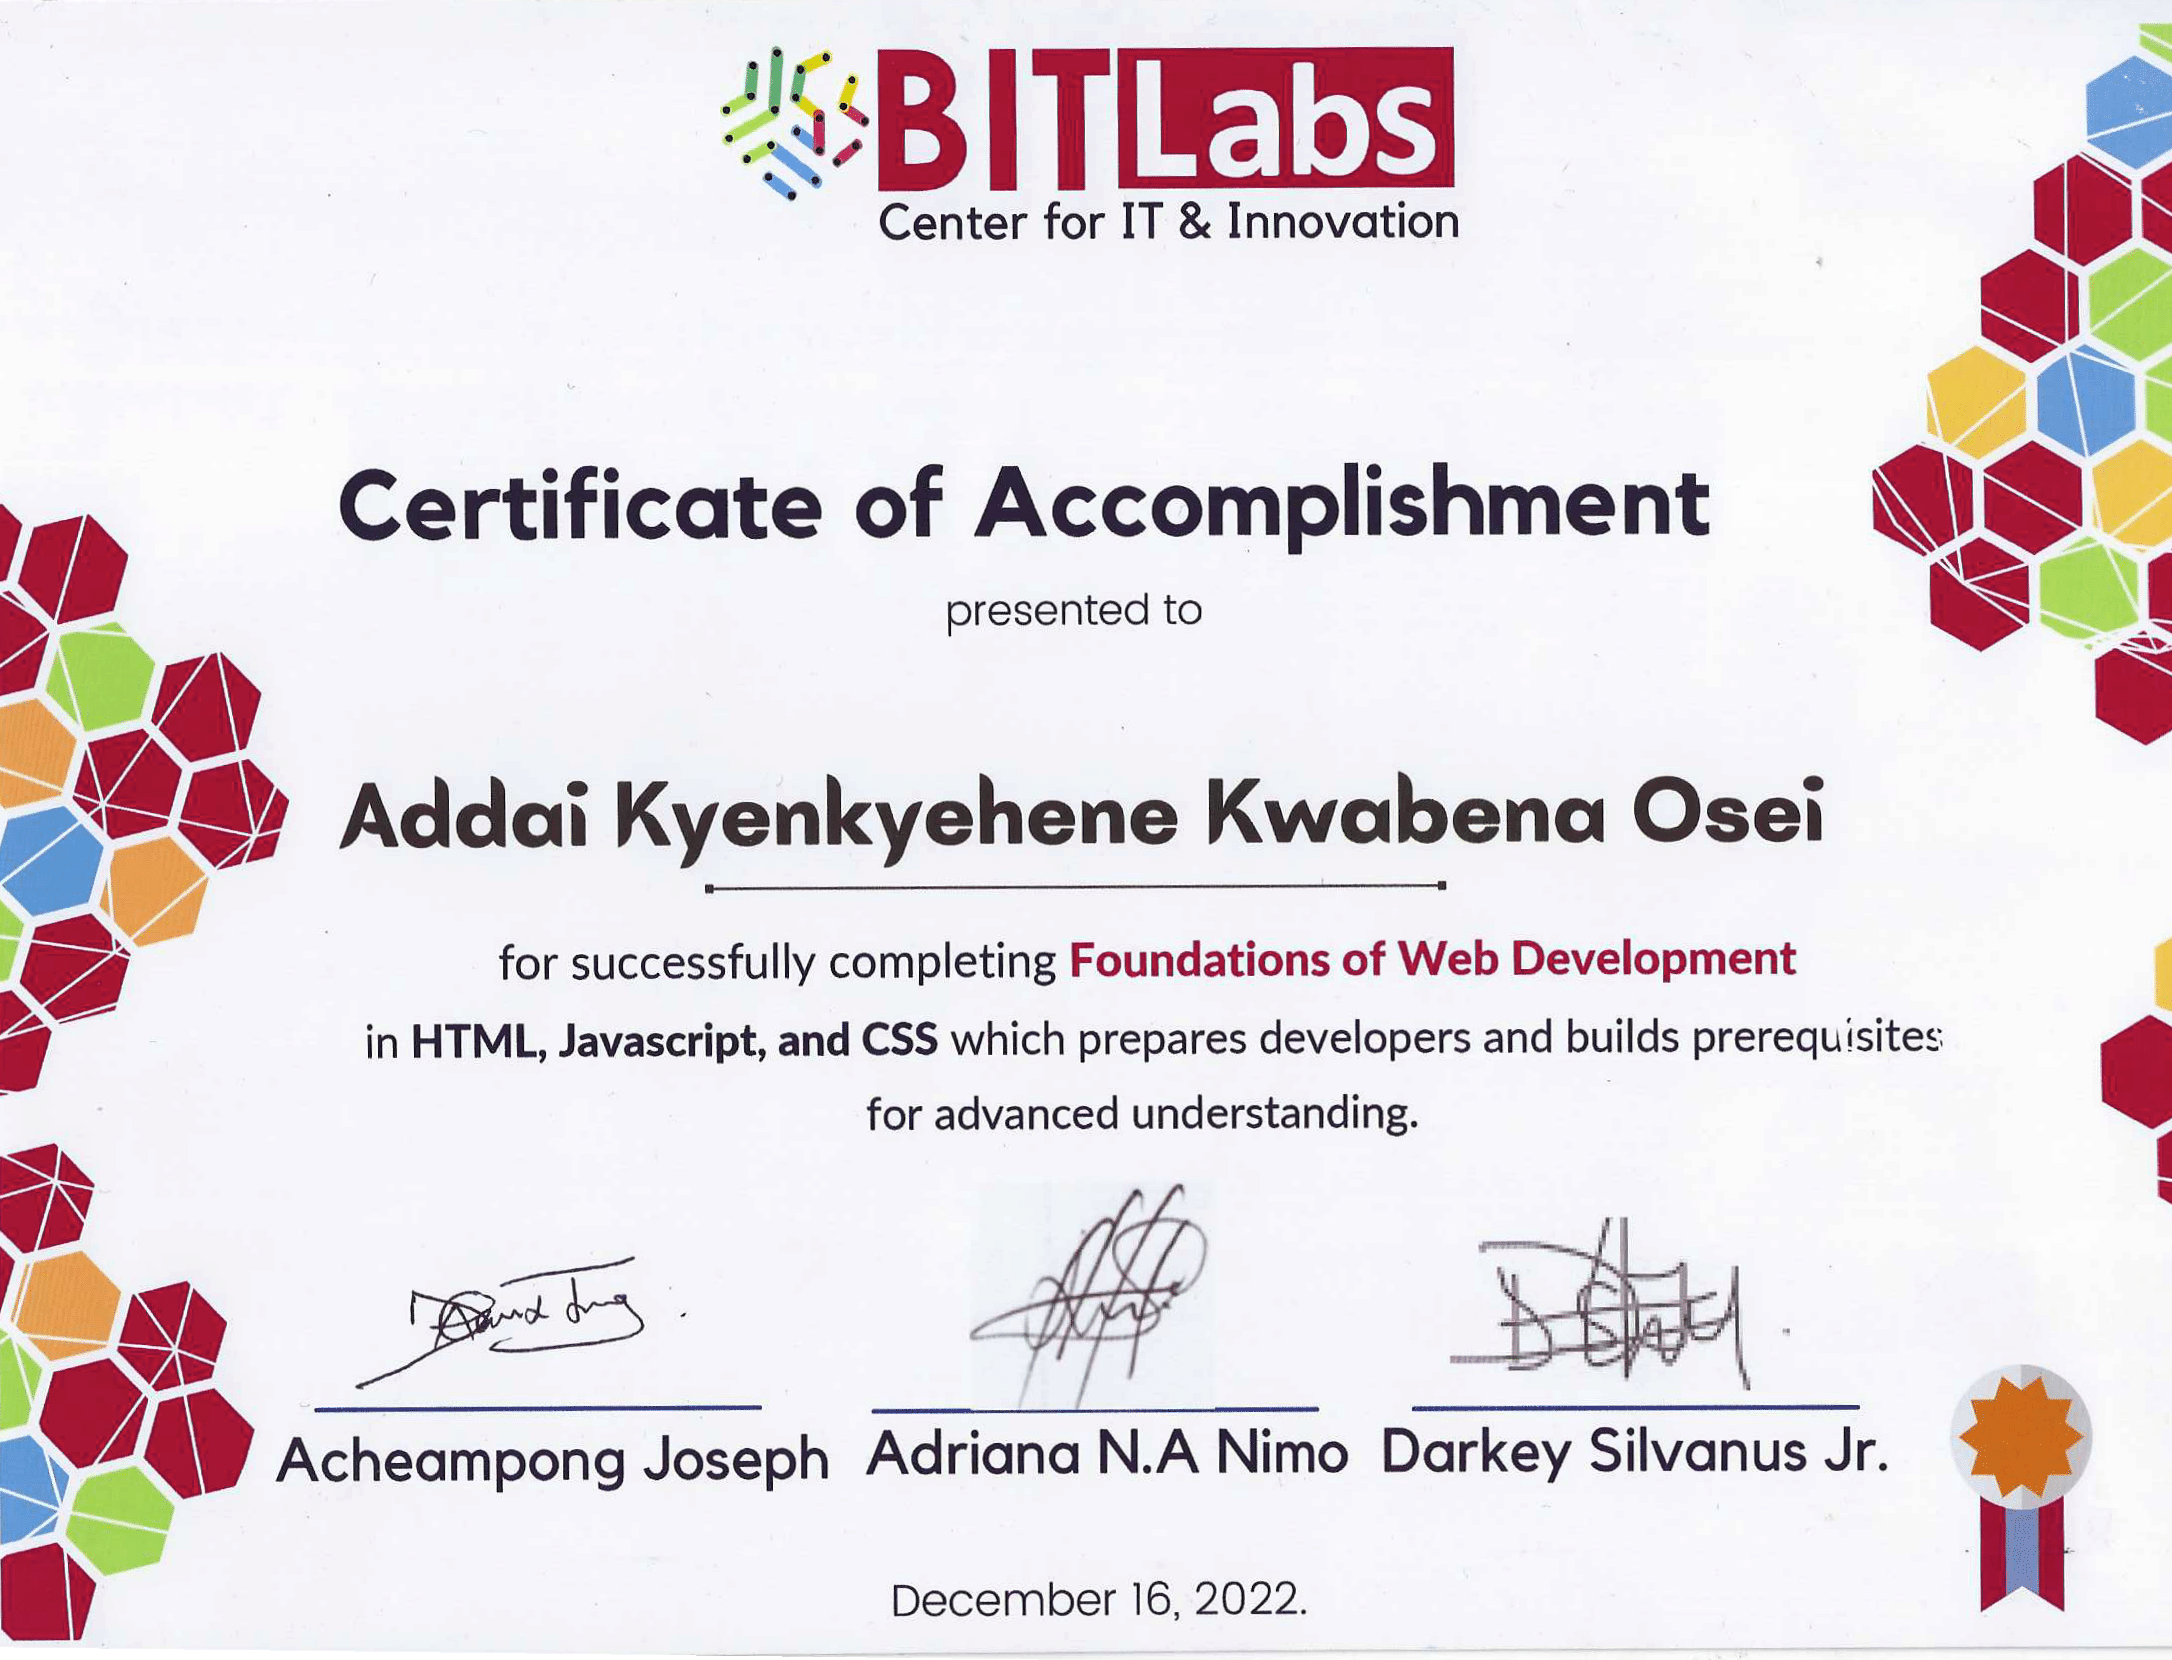 BITLabs
Center for IT & Innovation
Certificate of Accomplishment
presented to
Addai Kyenkyehene Kwabena Osei
for successfully completing Foundations of Web Development
in HTML, Javascript, and CSS which prepares developers and builds prerequisites
for advanced understanding.
Acheampong Joseph Adriana N.A Nimo Darkey Silvanus Jr.
December 16, 2022.